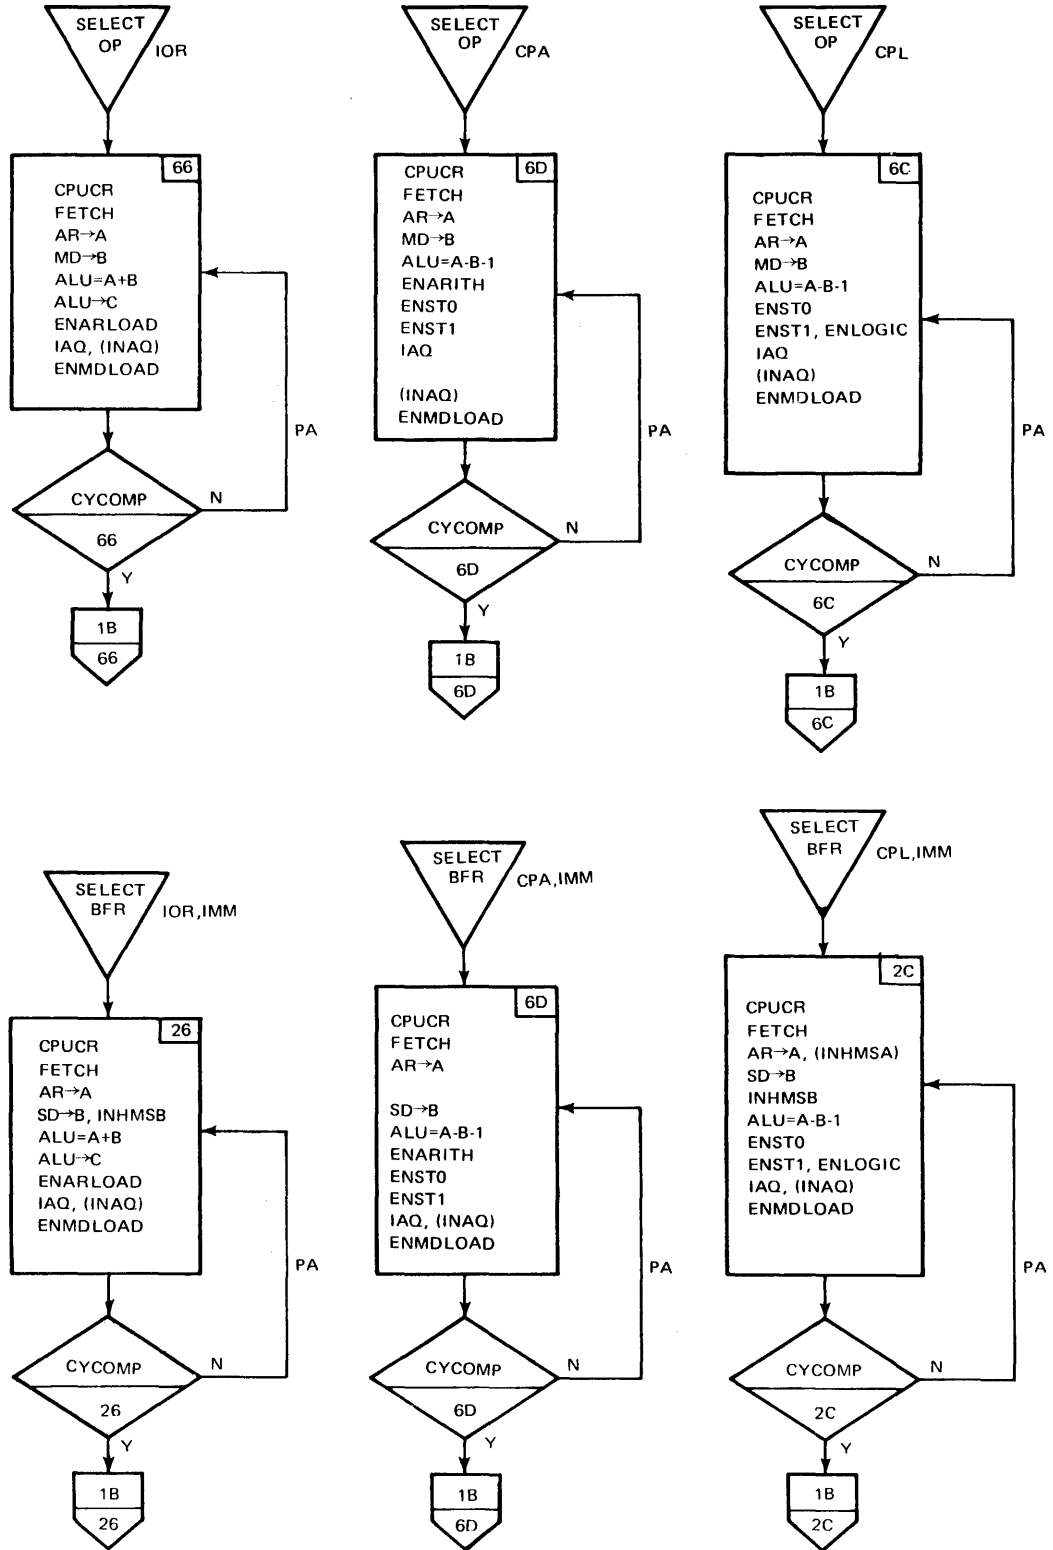 SELECT
OP
IOR
66
CPUCR
FETCH
AR→A
MD→B
ALU=A+B
ALU→C
ENARLOAD
IAQ, (INAQ)
ENMDLOAD
PA
CYCOMP
N
66
Y
1B
66
SELECT
OP
CPA
6D
CPUCR
FETCH
AR→A
MD→B
ALU=A-B-1
ENARITH
ENST0
ENST1
IAQ
(INAQ)
ENMDLOAD
PA
CYCOMP
N
6D
Y
1B
6D
SELECT
OP
CPL
6C
CPUCR
FETCH
AR→A
MD→B
ALU=A-B-1
ENST0
ENST1, ENLOGIC
IAQ
(INAQ)
ENMDLOAD
PA
CYCOMP
N
6C
Y
1B
6C
SELECT
BFR
IOR,IMM
26
CPUCR
FETCH
AR→A
SD→B, INHMSB
ALU=A+B
ALU→C
ENARLOAD
IAQ, (INAQ)
ENMDLOAD
PA
CYCOMP
N
26
Y
1B
26
SELECT
BFR
CPA,IMM
6D
CPUCR
FETCH
AR→A
SD→B
ALU=A-B-1
ENARITH
ENST0
ENST1
IAQ, (INAQ)
ENMDLOAD
PA
CYCOMP
N
6D
Y
1B
6D
SELECT
BFR
CPL,IMM
2C
CPUCR
FETCH
AR→A, (INHMSA)
SD→B
INHMSB
ALU=A-B-1
ENST0
ENST1, ENLOGIC
IAQ, (INAQ)
ENMDLOAD
PA
CYCOMP
N
2C
Y
1B
2C